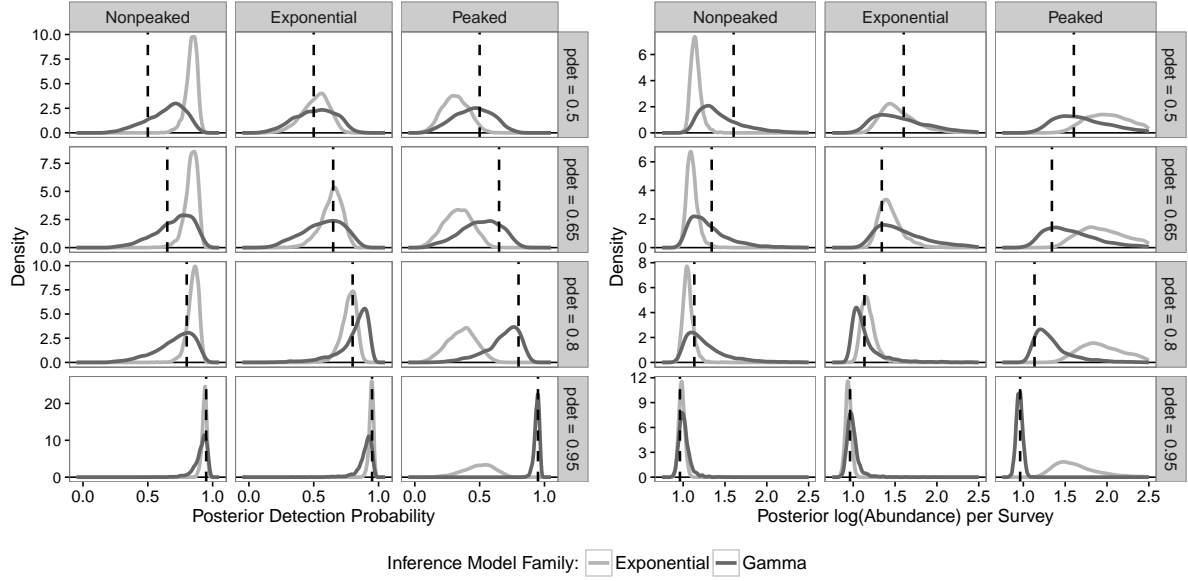 Nonpeaked Exponential Peaked Nonpeaked Exponential Peaked
10.0
7.5
5.0
2.5
0.0
pdet = 0.5
6
4
2
0
pdet = 0.5
7.5
5.0
2.5
0.0
pdet = 0.65
6
4
2
0
pdet = 0.65
Density
Density
10.0
7.5
5.0
2.5
0.0
pdet = 0.8
8
6
4
2
0
pdet = 0.8
20
10
0
pdet = 0.95
12
9
6
3
0
pdet = 0.95
0.0 0.5 1.0 0.0 0.5 1.0 0.0 0.5 1.0 1.0 1.5 2.0 2.5 1.0 1.5 2.0 2.5 1.0 1.5 2.0 2.5
Posterior Detection Probability Posterior log(Abundance) per Survey
Inference Model Family: Exponential Gamma